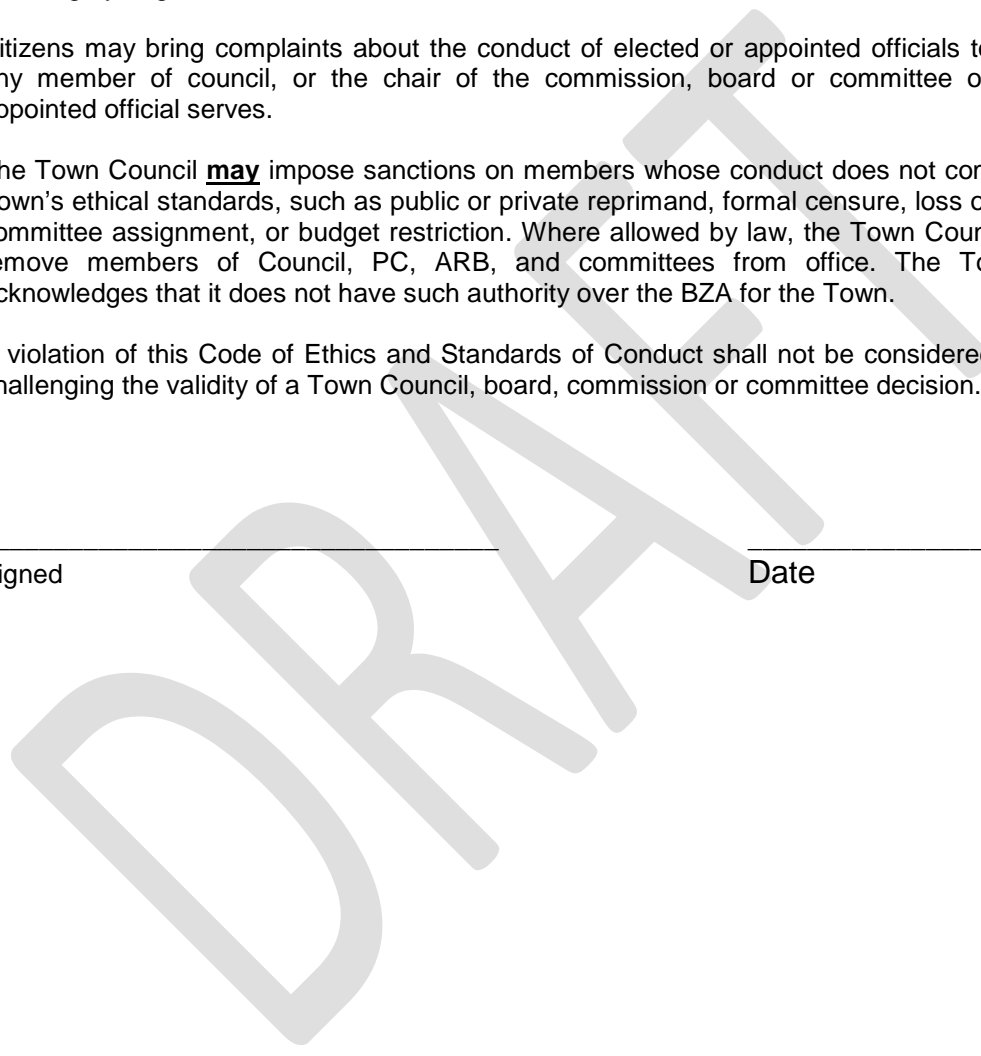 itizens may bring complaints about the conduct of elected or appointed officials to
ny member of council, or the chair of the commission, board or committee o
ppointed official serves.
he Town Council may impose sanctions on members whose conduct does not con
own's ethical standards, such as public or private reprimand, formal censure, loss o
ommittee assignment, or budget restriction. Where allowed by law, the Town Coun
emove members of Council, PC, ARB, and committees from office. The To
cknowledges that it does not have such authority over the BZA for the Town.
violation of this Code of Ethics and Standards of Conduct shall not be considered
hallenging the validity of a Town Council, board, commission or committee decision.
igned Date
DRAFT